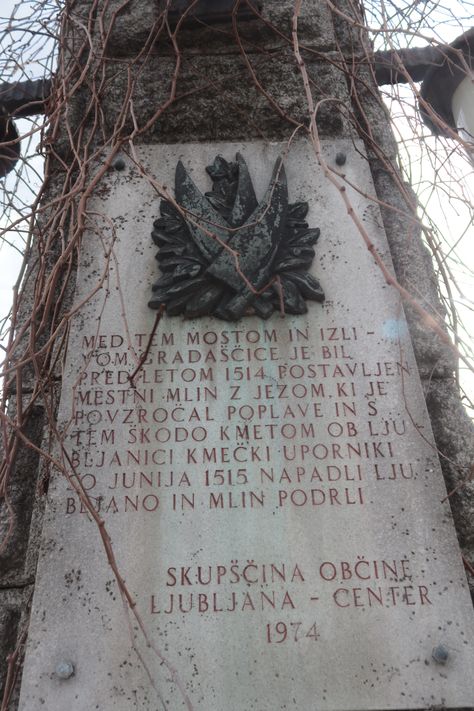 MED TEM MOSTOM IN IZLI -
VOM GRADAŠČICE JE BIL
PRED LETOM 1514 POSTAVLJEN
MESTNI MLIN Z JEZOM, KI JE
POVZROČAL POPLAVE IN S
TEM ŠKODO KMETOM OB LJU
BLJANICI KMEČKI UPORNIKI
SO JUNIJA 1515 NAPADLI LJU
BLJANO IN MLIN PODRLI.
SKUPŠČINA OBČINE
LJUBLJANA - CENTER
1974